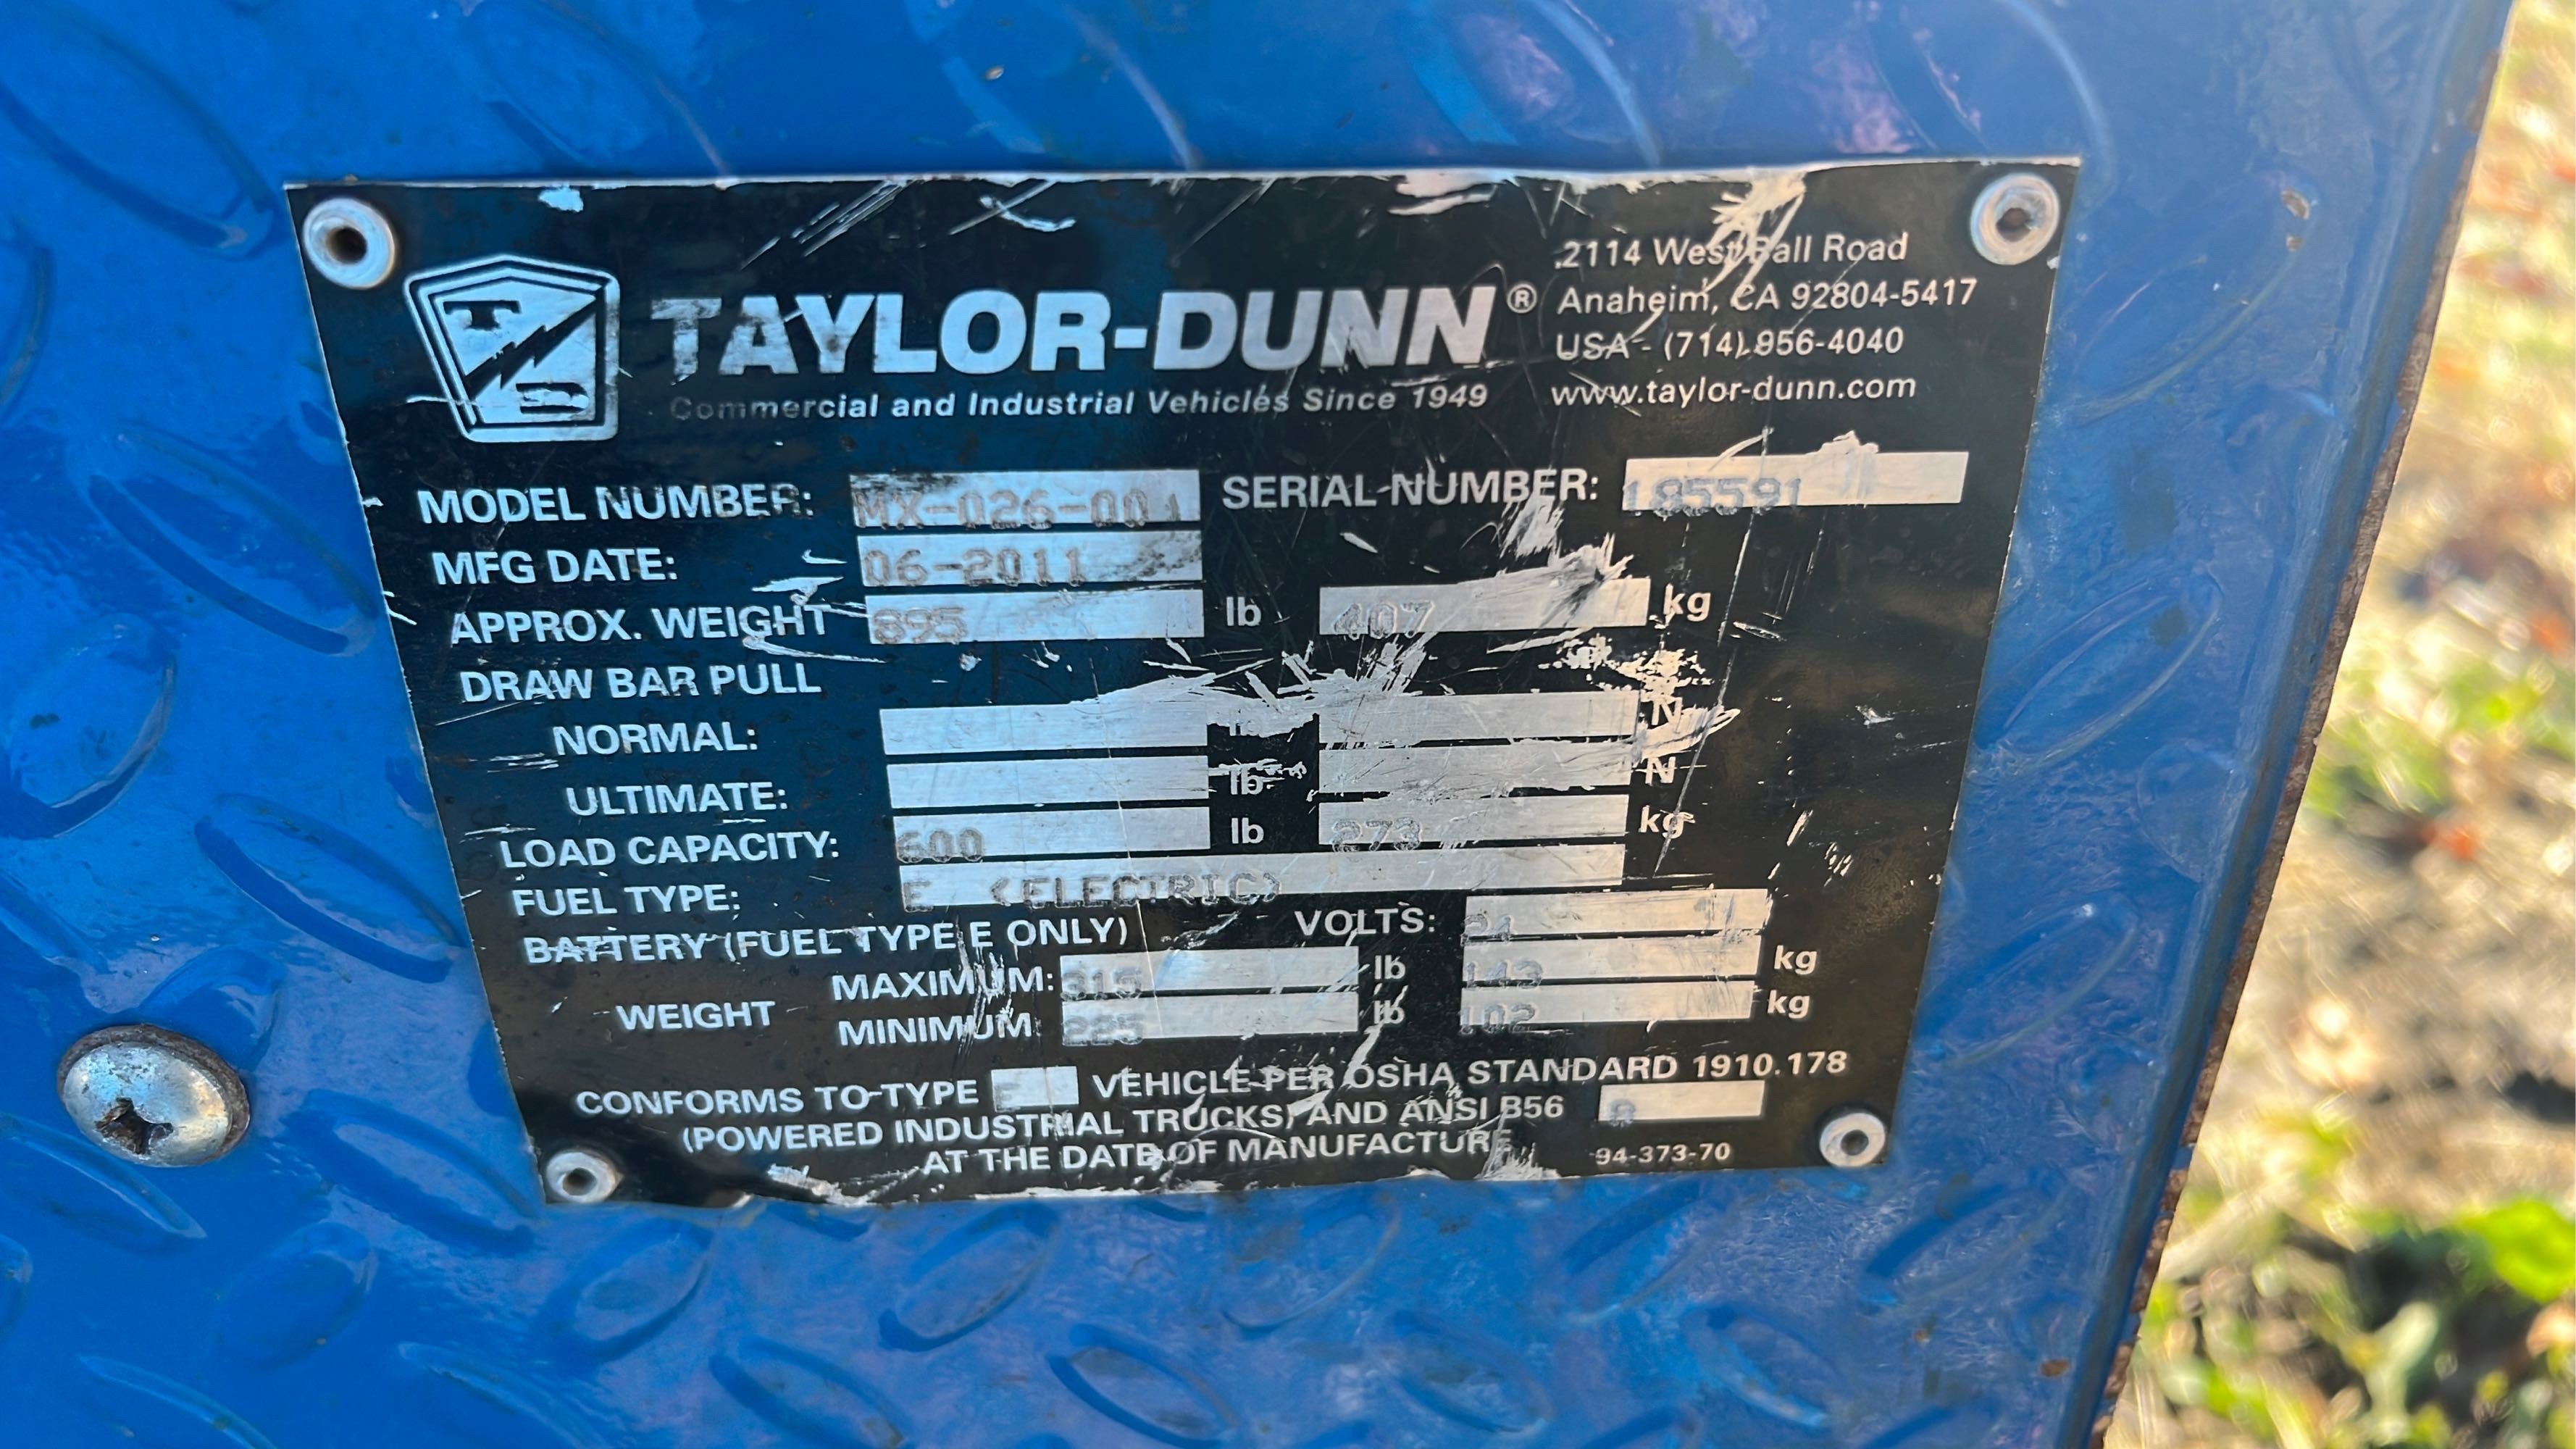 TAYLOR-DUNN®
Commercial and Industrial Vehicles Since 1949
2114 West Ball Road
Anaheim, CA 92804-5417
USA - (714) 956-4040
www.taylor-dunn.com
MODEL NUMBER: MX-026-00 SERIAL NUMBER: 185591
MFG DATE: 06-2011
APPROX. WEIGHT 895 lb 407 kg
DRAW BAR PULL
NORMAL: lb N
ULTIMATE: lb N
LOAD CAPACITY: 600 lb 273 kg
FUEL TYPE: E (ELECTRIC)
BATTERY (FUEL TYPE E ONLY) VOLTS: 24
WEIGHT
MAXIMUM: 315 lb 143 kg
MINIMUM: 225 lb 102 kg
CONFORMS TO TYPE E VEHICLE PER OSHA STANDARD 1910.178
(POWERED INDUSTRIAL TRUCKS) AND ANSI B56
AT THE DATE OF MANUFACTURE
94-373-70